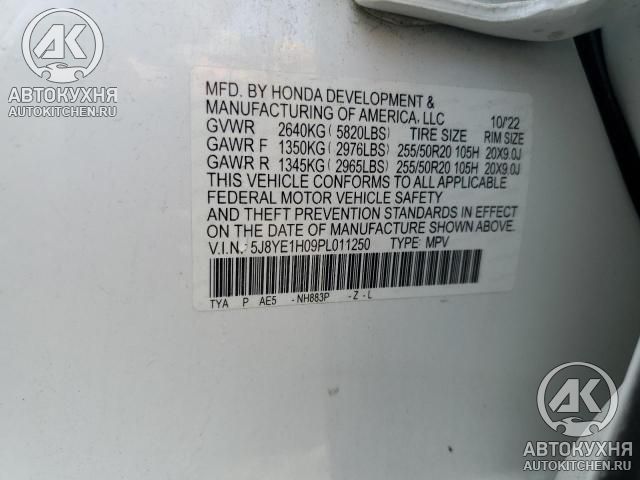 AK
АВТОКУХНЯ
AUTOKITCHEN.RU
MFD. BY HONDA DEVELOPMENT &
MANUFACTURING OF AMERICA, LLC 10/'22
GVWR 2640KG ( 5820LBS) TIRE SIZE RIM SIZE
GAWR F 1350KG ( 2976LBS) 255/50R20 105H 20X9.0J
GAWR R 1345KG ( 2965LBS) 255/50R20 105H 20X9.0J
THIS VEHICLE CONFORMS TO ALL APPLICABLE
FEDERAL MOTOR VEHICLE SAFETY
AND THEFT PREVENTION STANDARDS IN EFFECT
ON THE DATE OF MANUFACTURE SHOWN ABOVE.
V.I.N.: 5J8YE1H09PL011250 TYPE: MPV
TYA P AE5 -NH883P -Z-L
AK
АВТОКУХНЯ
AUTOKITCHEN.RU